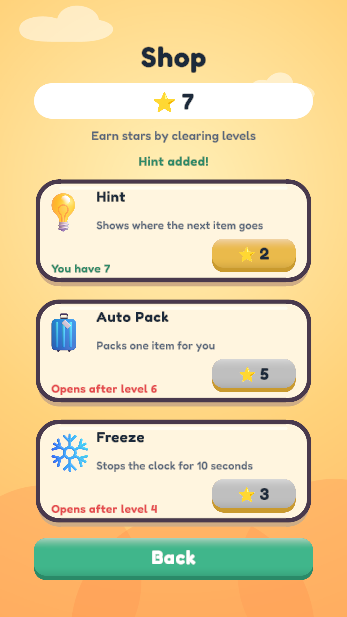 Shop
7
Earn stars by clearing levels
Hint added!
Hint
Shows where the next item goes
2
You have 7
Auto Pack
Packs one item for you
5
Opens after level 6
Freeze
Stops the clock for 10 seconds
3
Opens after level 4
Back